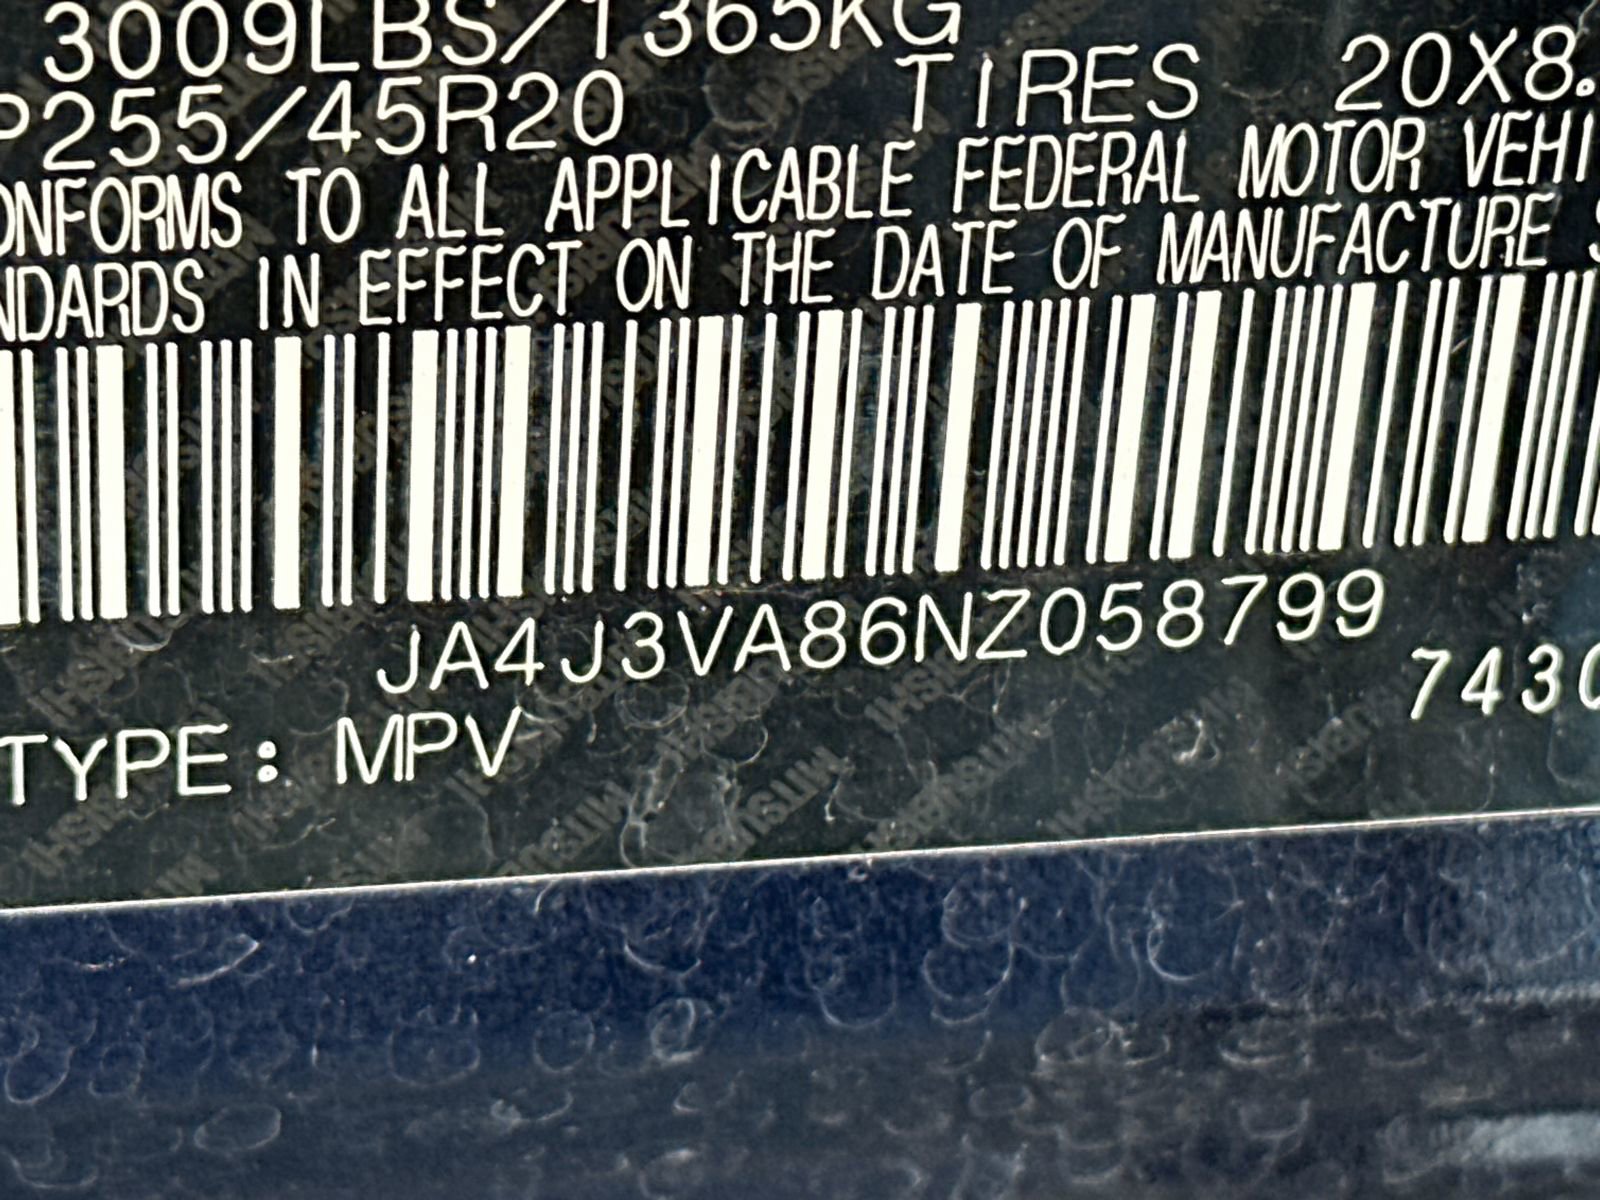 3009LBS/1365KG
P255/45R20 TIRES 20X8.
ONFORMS TO ALL APPLICABLE FEDERAL MOTOR VEHI
NDARDS IN EFFECT ON THE DATE OF MANUFACTURE S
JA4J3VA86NZ058799
7430
TYPE: MPV